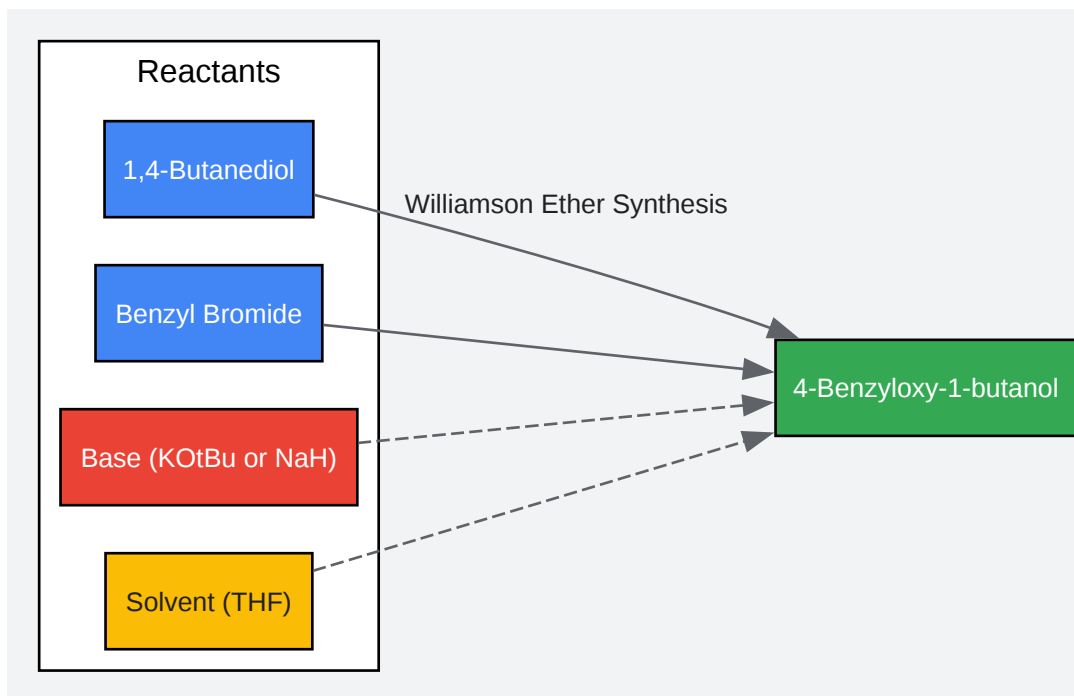 Reactants
1,4-Butanediol
Williamson Ether Synthesis
Benzyl Bromide
4-Benzyloxy-1-butanol
Base (KOtBu or NaH)
Solvent (THF)